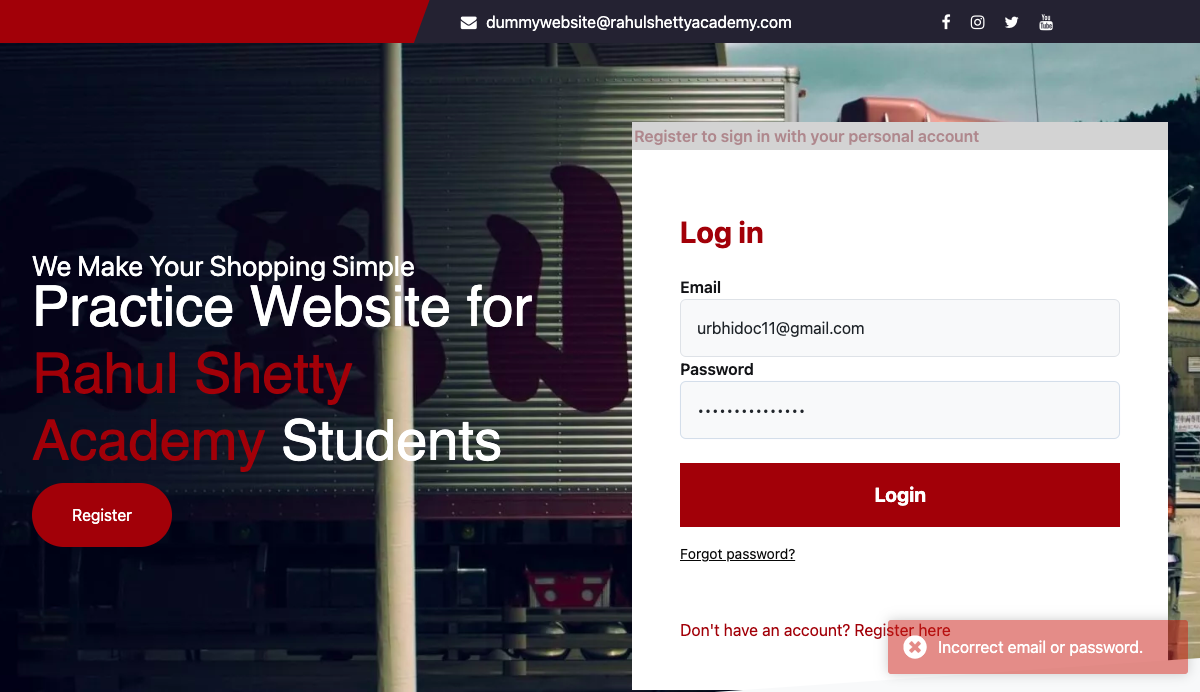 dummywebsite@rahulshettyacademy.com
You
Tube
Register to sign in with your personal account
We Make Your Shopping Simple
Practice Website for
Rahul Shetty
Academy Students
Register
Log in
Email
urbhidoc11@gmail.com
Password
•••••••••••••••
Login
Forgot password?
Don't have an account? Register here
Incorrect email or password.